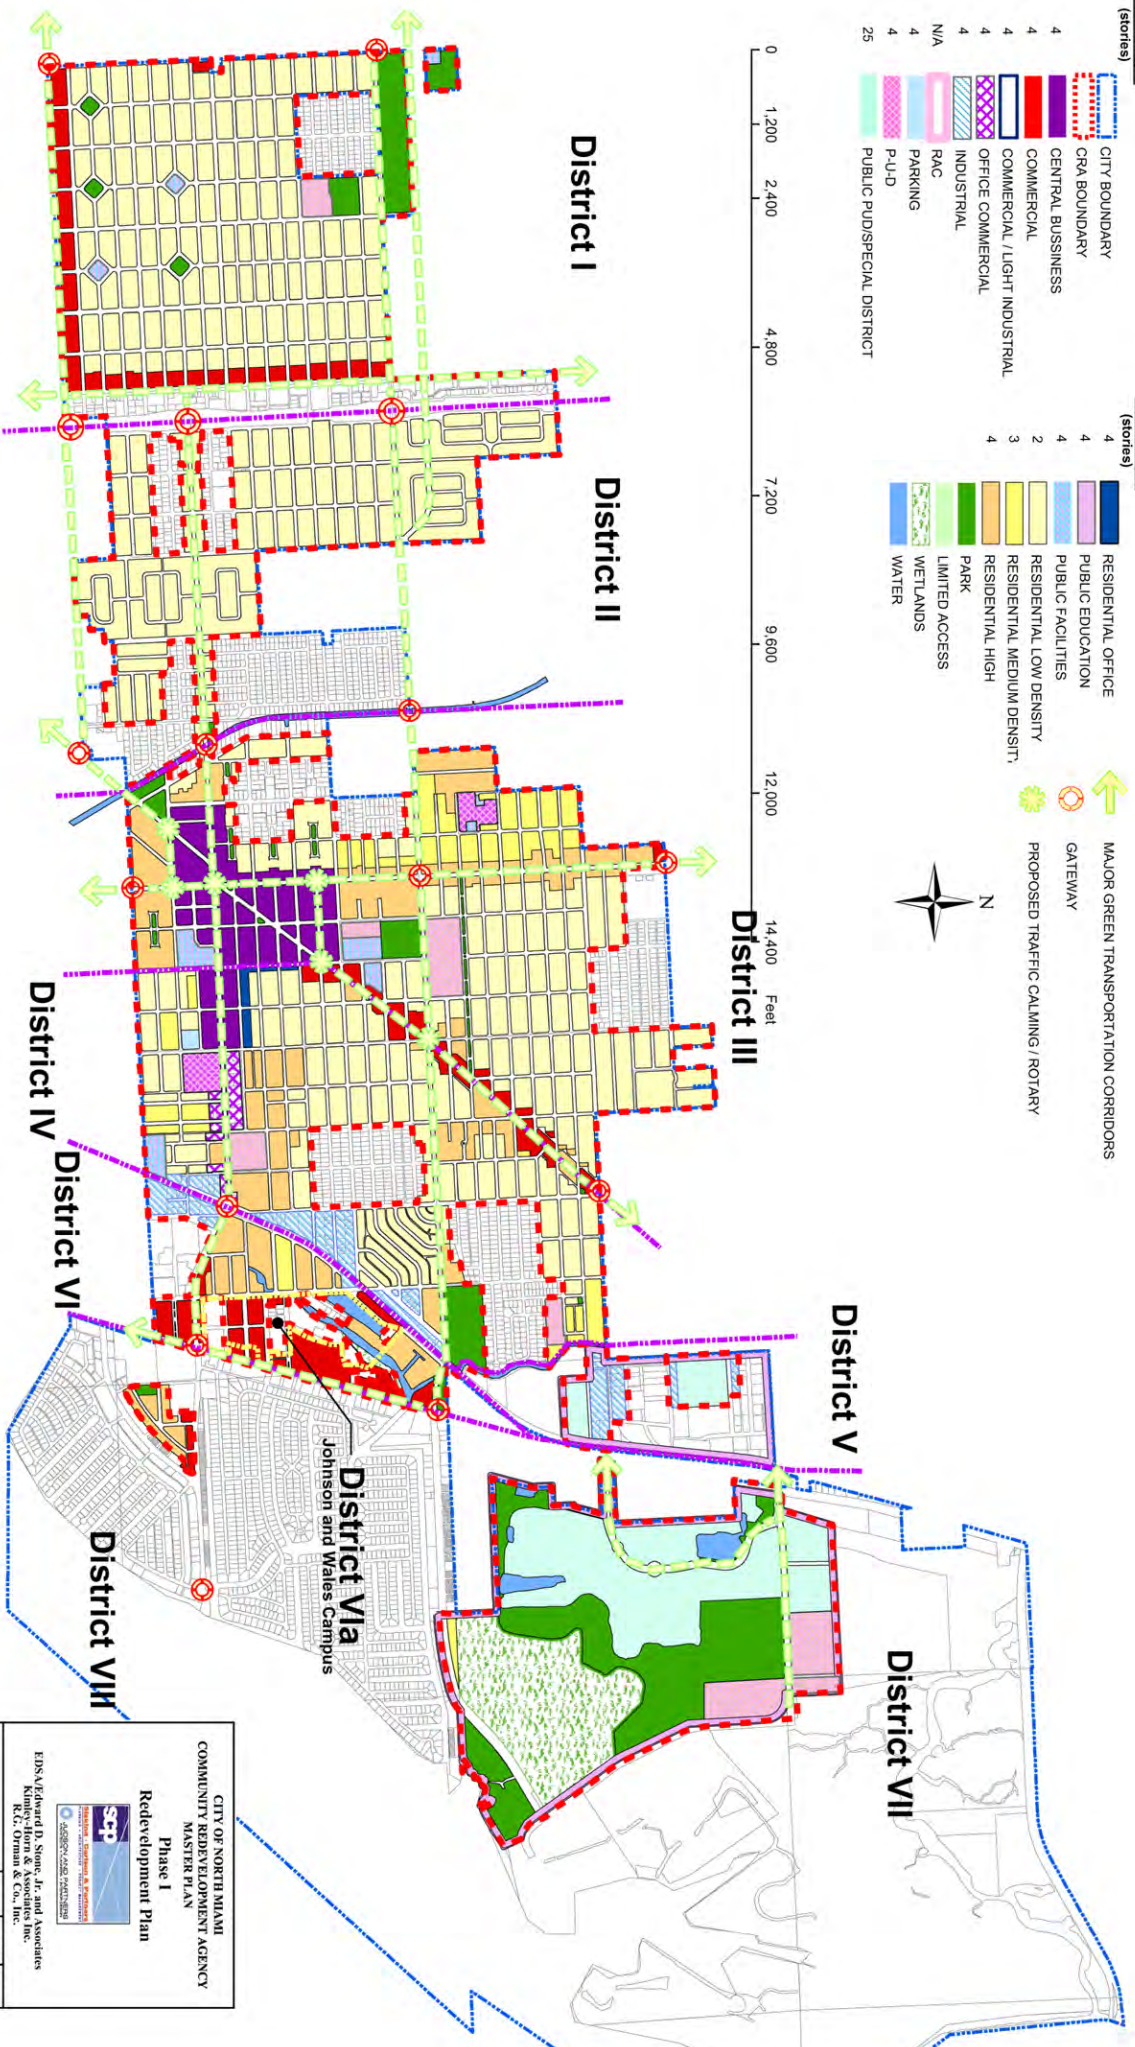 (stories)
CITY BOUNDARY
CRA BOUNDARY
4 CENTRAL BUSSINESS
4 COMMERCIAL
4 COMMERCIAL / LIGHT INDUSTRIAL
4 OFFICE COMMERCIAL
4 INDUSTRIAL
N/A RAC
4 PARKING
4 P-U-D
25 PUBLIC PUD/SPECIAL DISTRICT
(stories)
4 RESIDENTIAL OFFICE
4 PUBLIC EDUCATION
4 PUBLIC FACILITIES
2 RESIDENTIAL LOW DENSITY
3 RESIDENTIAL MEDIUM DENSITY
4 RESIDENTIAL HIGH
PARK
LIMITED ACCESS
WETLANDS
WATER
MAJOR GREEN TRANSPORTATION CORRIDORS
GATEWAY
PROPOSED TRAFFIC CALMING / ROTARY
N
0 1,200 2,400 4,800 7,200 9,600 12,000 14,400 Feet
District I
District II
District III
District IV
District V
District VI
District VIa
Johnson and Wales Campus
District VII
District VIII
CITY OF NORTH MIAMI
COMMUNITY REDEVELOPMENT AGENCY
MASTER PLAN
Phase I
Redevelopment Plan
scp
JUDSON AND PARTNERS
EDSA/Edward D. Stone, Jr. and Associates
Kimley-Horn & Associates Inc.
R.G. Orman & Co., Inc.